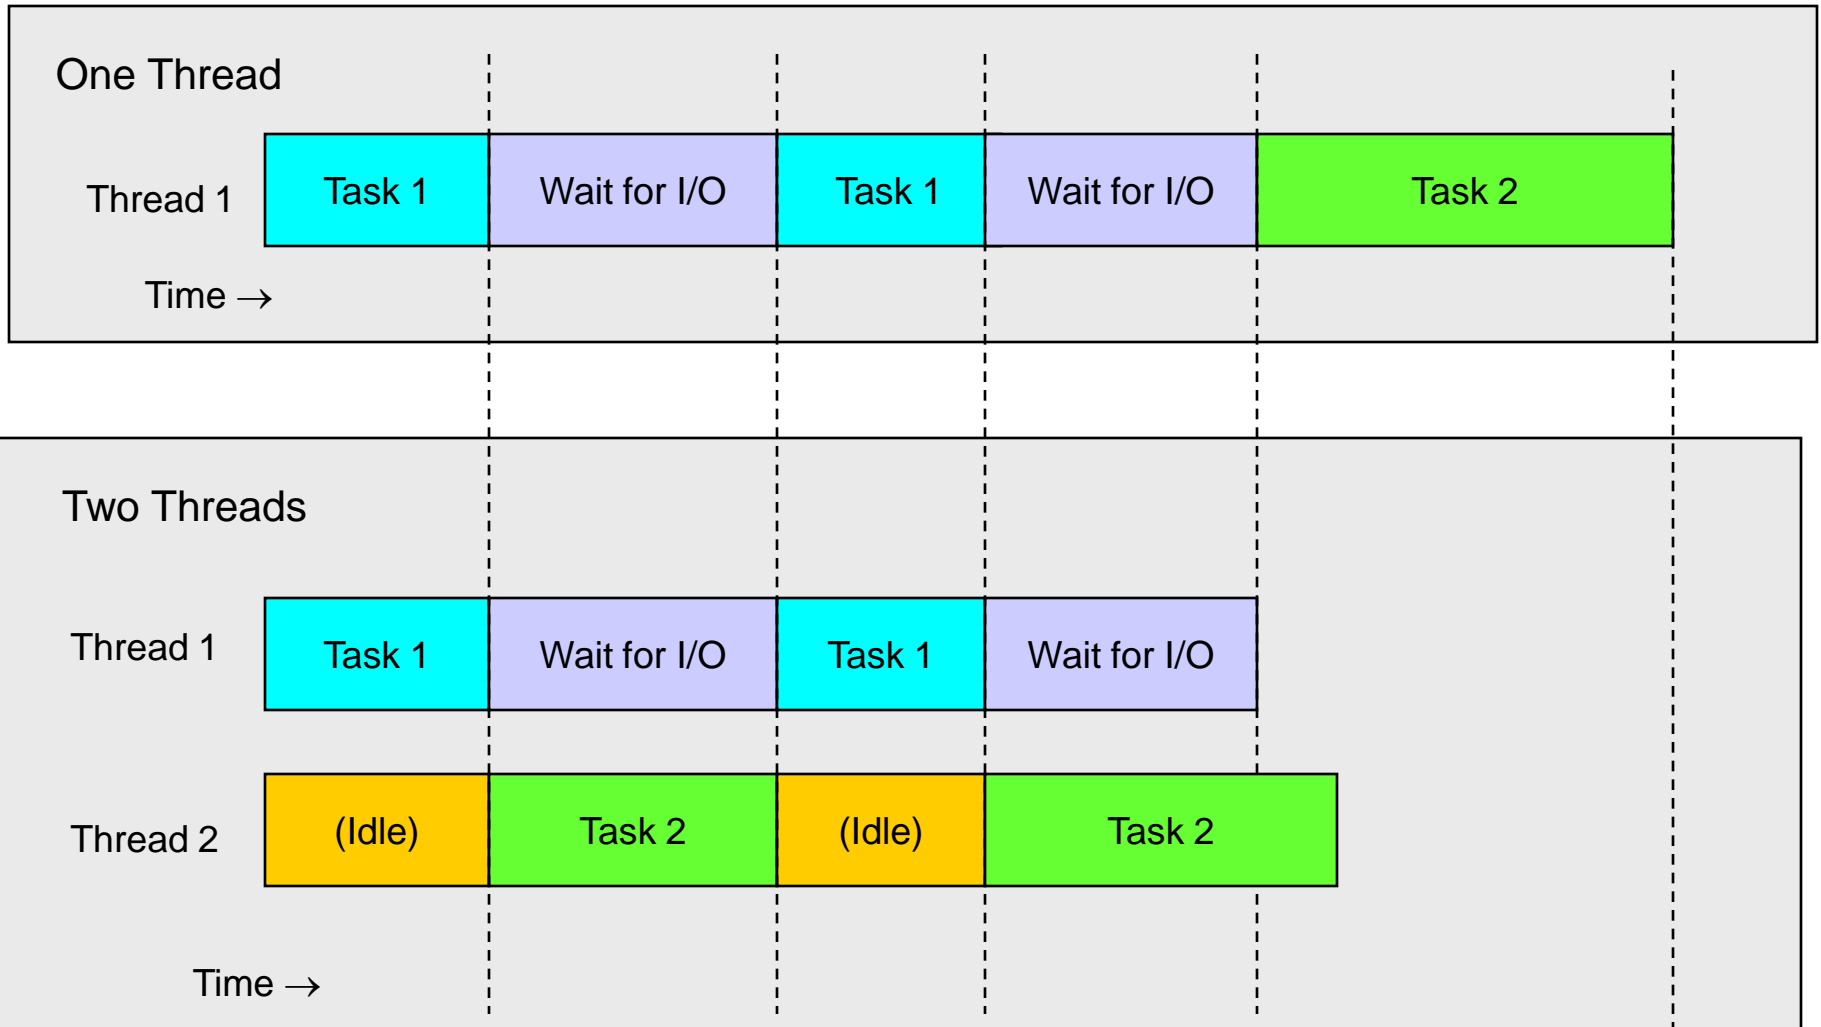 One Thread
Thread 1
Task 1
Wait for I/O
Task 1
Wait for I/O
Task 2
Time →
Two Threads
Thread 1
Task 1
Wait for I/O
Task 1
Wait for I/O
Thread 2
(Idle)
Task 2
(Idle)
Task 2
Time →